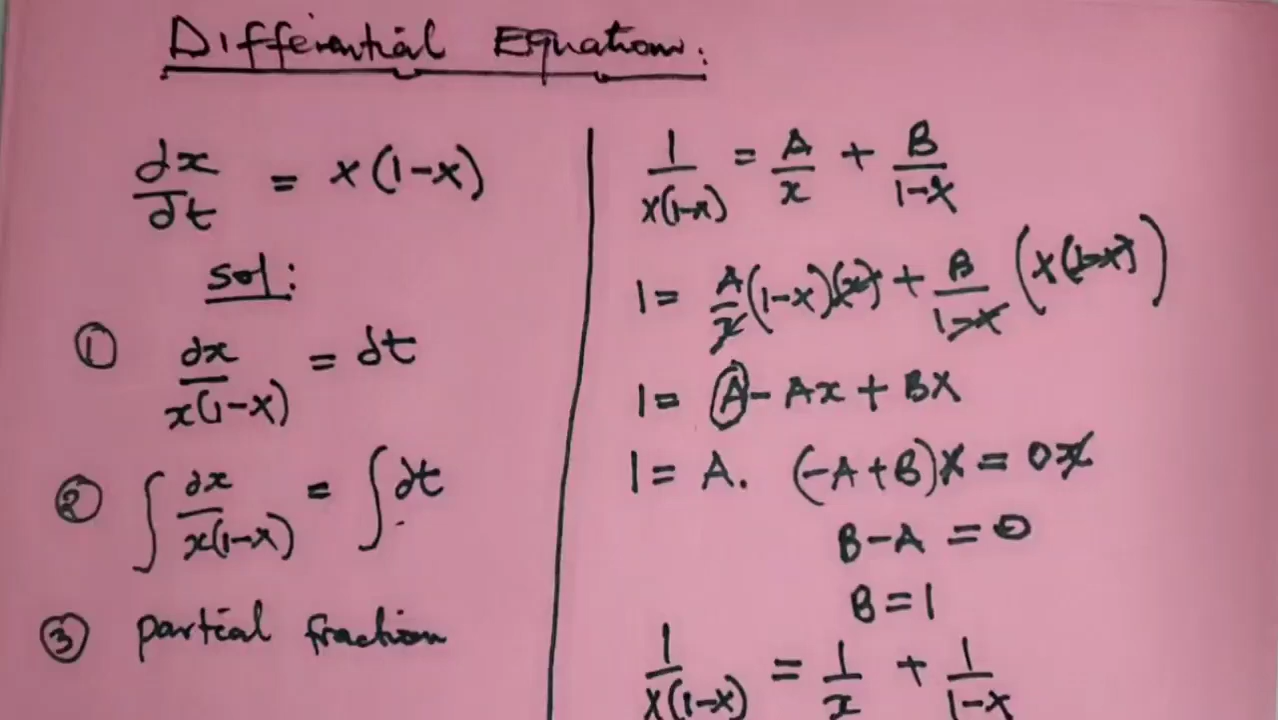 Differential Equation:
dx/dt = x(1-x)
sol:
① dx/x(1-x) = dt
② ∫ dx/x(1-x) = ∫ dt
③ partial fraction
1/x(1-x) = A/x + B/1-x
1 = A/x (1-x)(x) + B/1-x (x(1-x))
1 = A - Ax + Bx
1 = A. (-A+B)x = 0x
B-A = 0
B = 1
1/x(1-x) = 1/x + 1/1-x